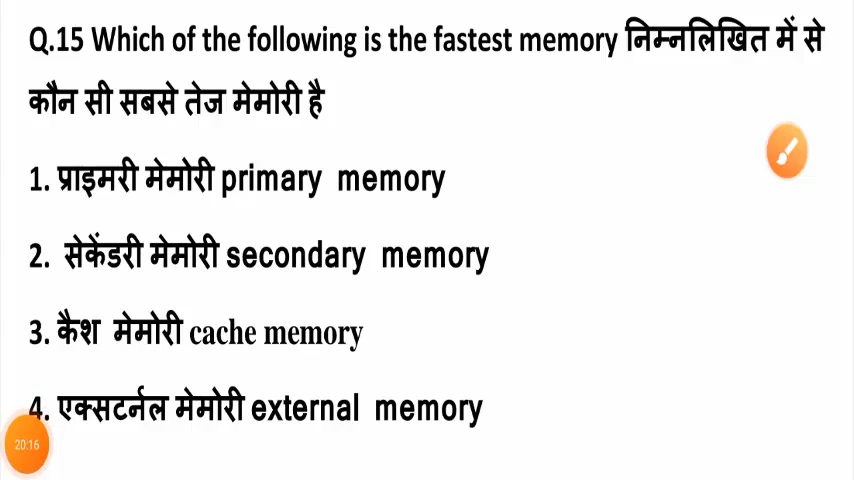 Q.15 Which of the following is the fastest memory निम्नलिखित में से
कौन सी सबसे तेज मेमोरी है
1. प्राइमरी मेमोरी primary memory
2. सेकेंडरी मेमोरी secondary memory
3. कैश मेमोरी cache memory
4. एक्सटर्नल मेमोरी external memory
20:16